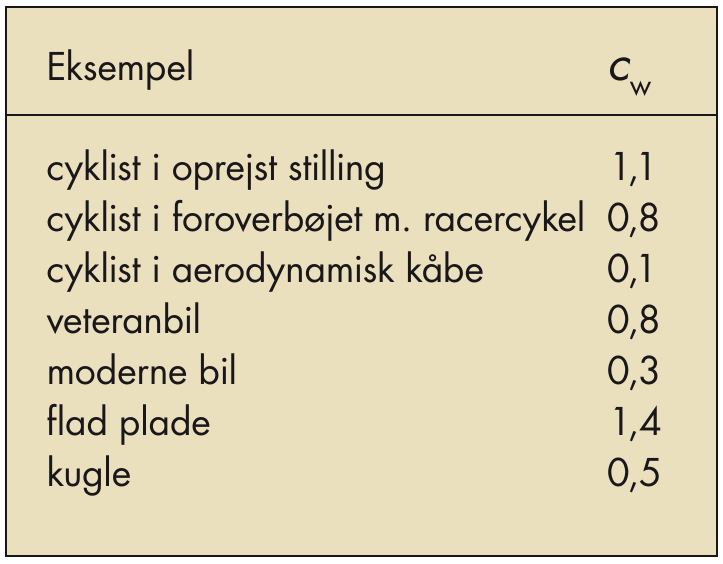 Eksempel c_w
cyklist i oprejst stilling 1,1
cyklist i foroverbøjet m. racercykel 0,8
cyklist i aerodynamisk kåbe 0,1
veteranbil 0,8
moderne bil 0,3
flad plade 1,4
kugle 0,5